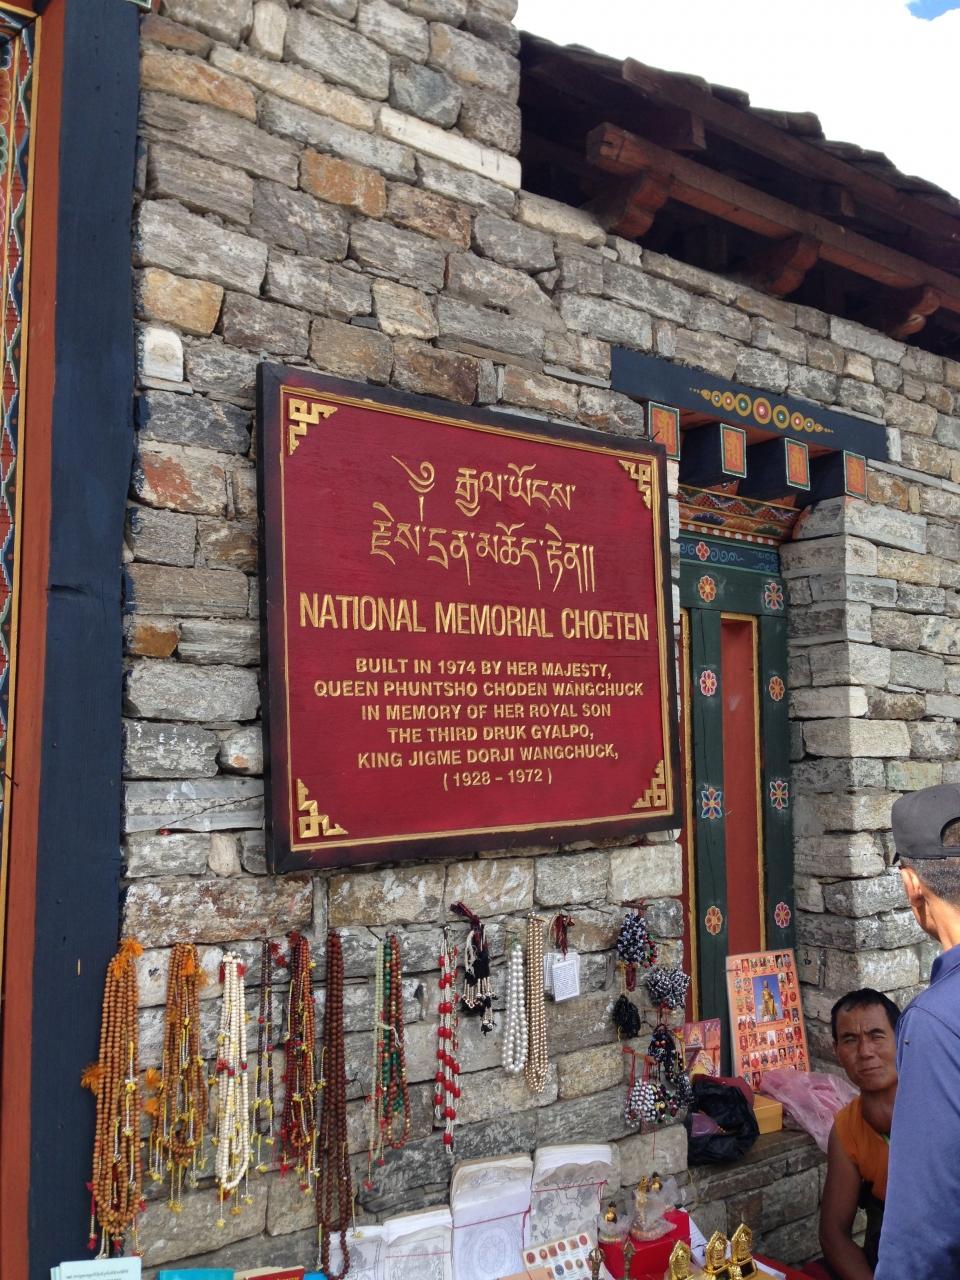 ༄ རྒྱལ་ཡོངས་
རྗེས་དྲན་མཆོད་རྟེན།།
NATIONAL MEMORIAL CHOETEN
BUILT IN 1974 BY HER MAJESTY,
QUEEN PHUNTSHO CHODEN WANGCHUCK
IN MEMORY OF HER ROYAL SON
THE THIRD DRUK GYALPO,
KING JIGME DORJI WANGCHUCK,
(1928 - 1972)